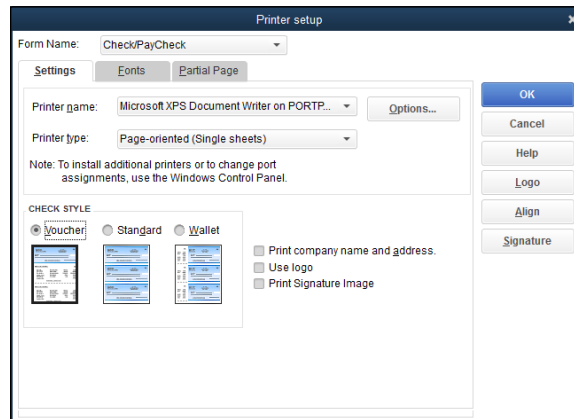 Printer setup
Form Name: Check/PayCheck
Settings Fonts Partial Page
Printer name: Microsoft XPS Document Writer on PORTP... Options...
Printer type: Page-oriented (Single sheets)
Note: To install additional printers or to change port
assignments, use the Windows Control Panel.
CHECK STYLE
Voucher Standard Wallet
Print company name and address.
Use logo
Print Signature Image
OK
Cancel
Help
Logo
Align
Signature